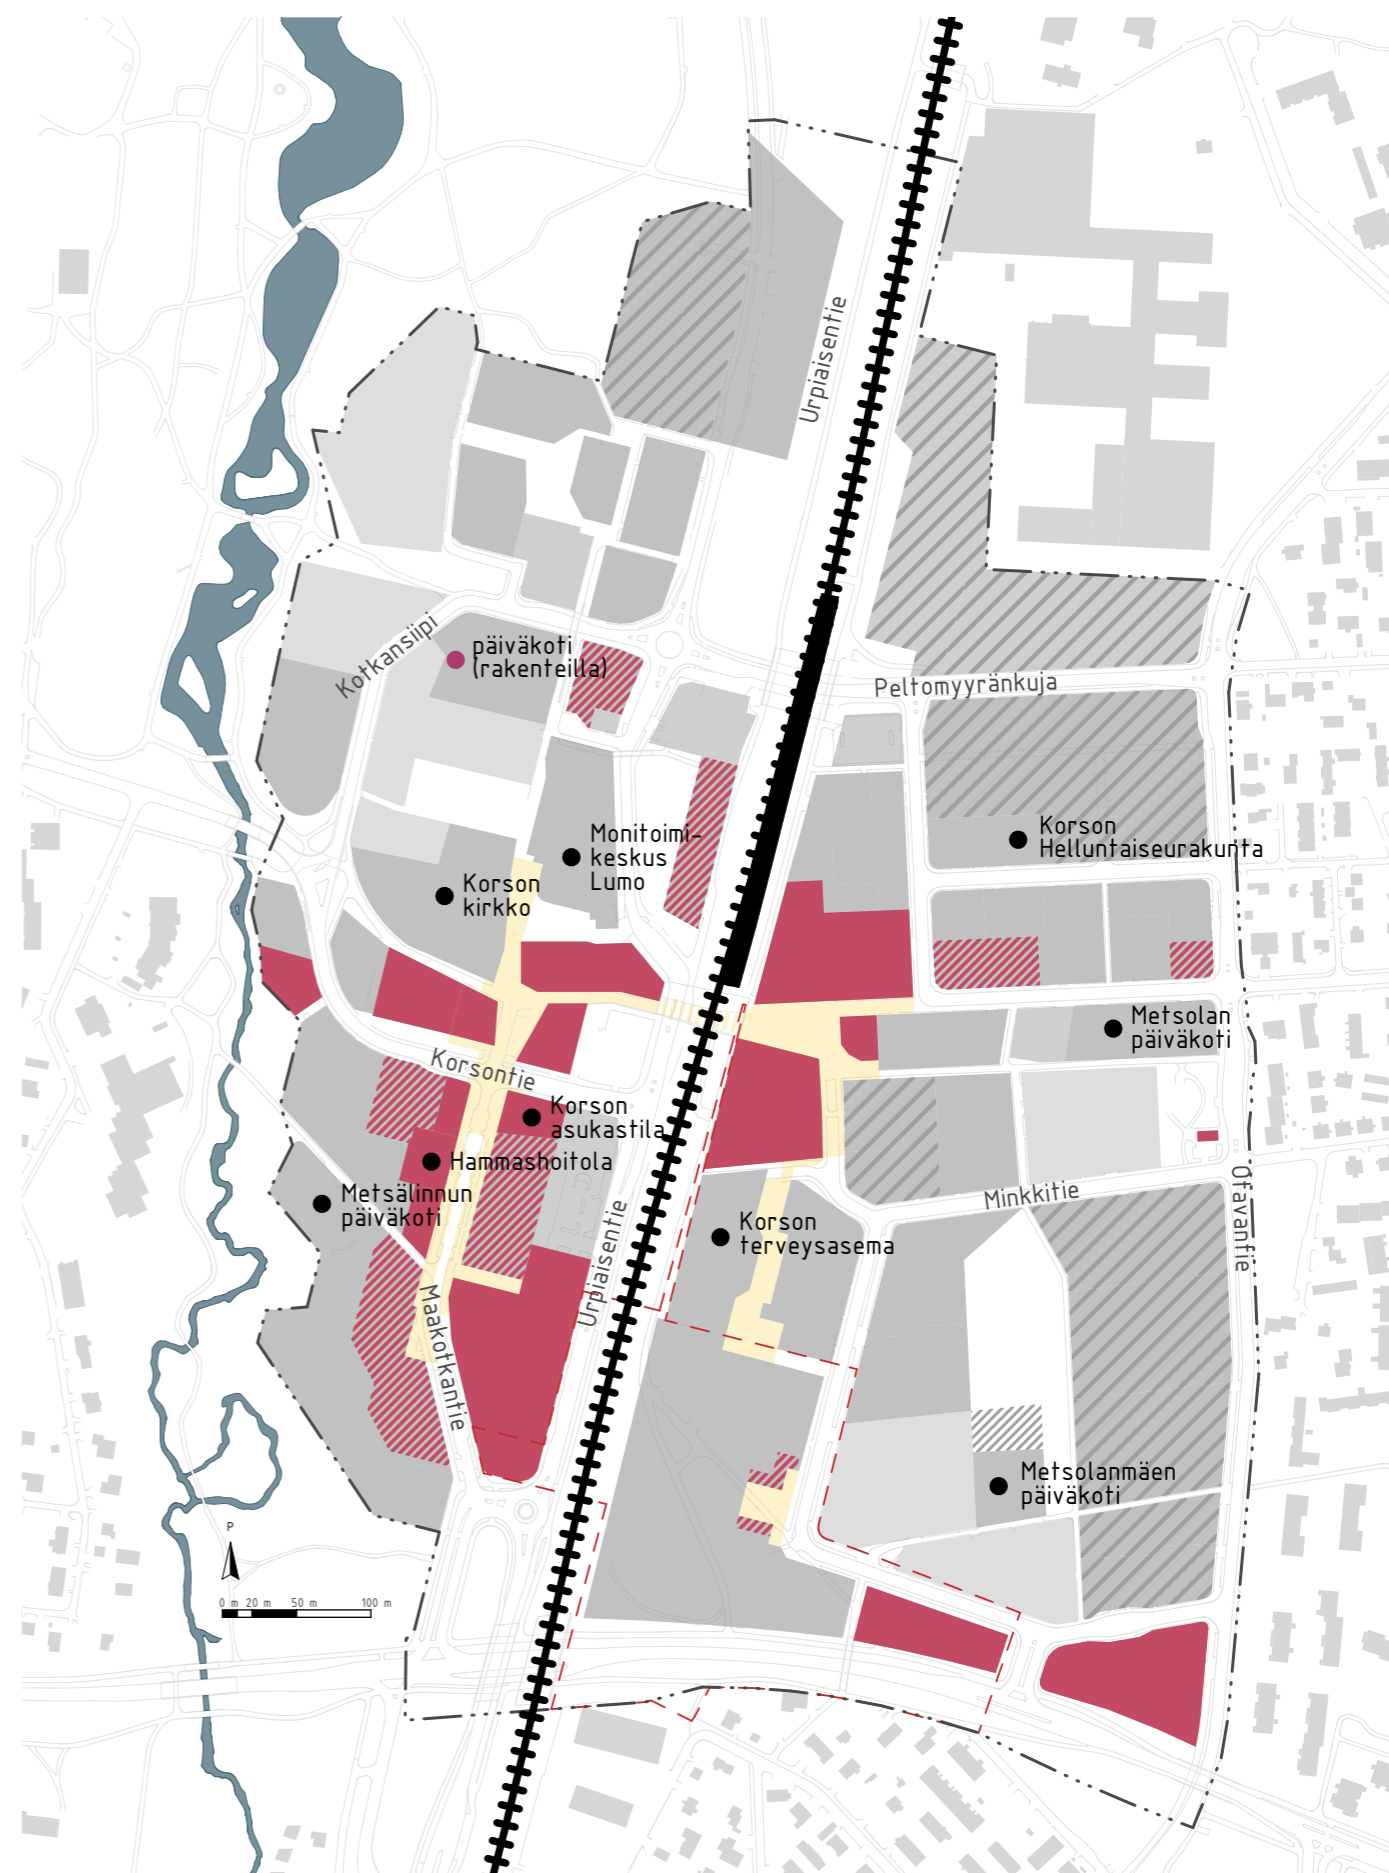 Urpiaisentie
Kotkansiipi
päiväkoti
(rakenteilla)
Peltomyyränkuja
Monitoimi-
keskus
Lumo
Korson
Helluntaiseurakunta
Korson
kirkko
Metsolan
päiväkoti
Korsontie
Korson
asukastila
Hammashoitola
Metsälinnun
päiväkoti
Minkkitie
Otavantie
Korson
terveysasema
Urpiaisentie
Maakotkantie
Metsolanmäen
päiväkoti
P
0 m 20 m 50 m 100 m